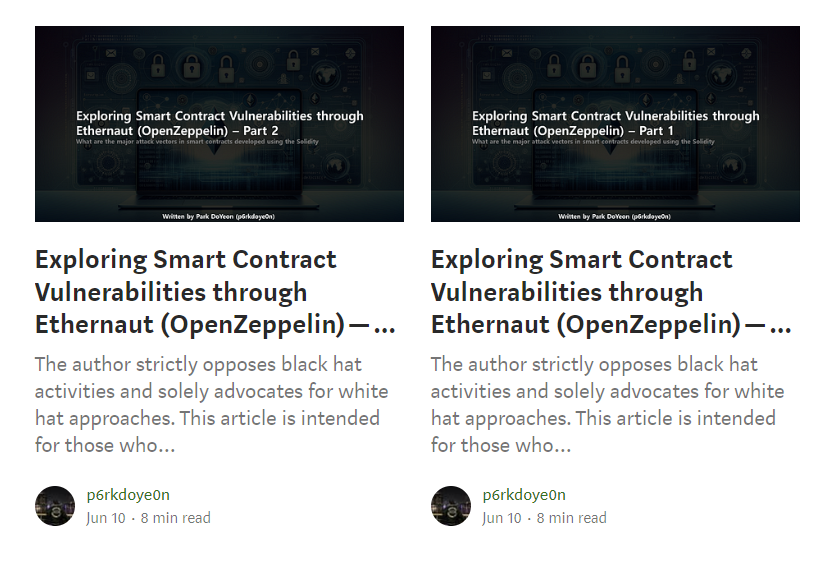 Exploring Smart Contract Vulnerabilities through
Ethernaut (OpenZeppelin) – Part 2
What are the major attack vectors in smart contracts developed using the Solidity
Written by Park DoYeon (p6rkdoye0n)
Exploring Smart Contract
Vulnerabilities through
Ethernaut (OpenZeppelin) — ...
The author strictly opposes black hat
activities and solely advocates for white
hat approaches. This article is intended
for those who...
p6rkdoye0n
Jun 10 · 8 min read
Exploring Smart Contract Vulnerabilities through
Ethernaut (OpenZeppelin) – Part 1
What are the major attack vectors in smart contracts developed using the Solidity
Written by Park DoYeon (p6rkdoye0n)
Exploring Smart Contract
Vulnerabilities through
Ethernaut (OpenZeppelin) — ...
The author strictly opposes black hat
activities and solely advocates for white
hat approaches. This article is intended
for those who...
p6rkdoye0n
Jun 10 · 8 min read